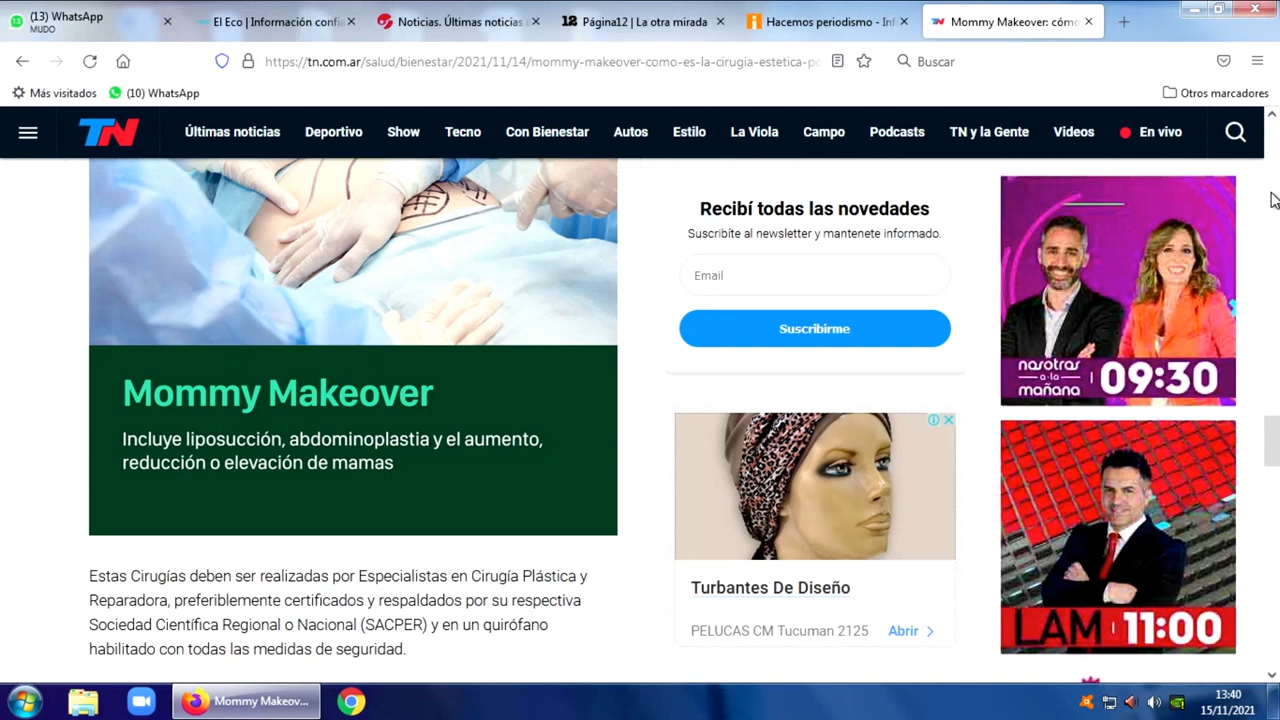 (13) WhatsApp
MUDO
El Eco | Información confi
Noticias. Últimas noticias
Página12 | La otra mirada
Hacemos periodismo - Inf
Mommy Makeover: cómo
https://tn.com.ar/salud/bienestar/2021/11/14/mommy-makeover-como-es-la-cirugia-estetica-po
Buscar
Más visitados
(10) WhatsApp
Otros marcadores
TN
Últimas noticias
Deportivo
Show
Tecno
Con Bienestar
Autos
Estilo
La Viola
Campo
Podcasts
TN y la Gente
Videos
En vivo
Mommy Makeover
Incluye liposucción, abdominoplastia y el aumento,
reducción o elevación de mamas
Estas Cirugías deben ser realizadas por Especialistas en Cirugía Plástica y
Reparadora, preferiblemente certificados y respaldados por su respectiva
Sociedad Científica Regional o Nacional (SACPER) y en un quirófano
habilitado con todas las medidas de seguridad.
Recibí todas las novedades
Suscribíte al newsletter y mantenete informado.
Email
Suscribirme
Turbantes De Diseño
PELUCAS CM Tucuman 2125
Abrir
nosotros
a la
mañana
09:30
LAM 11:00
Mommy Makeov...
13:40
15/11/2021